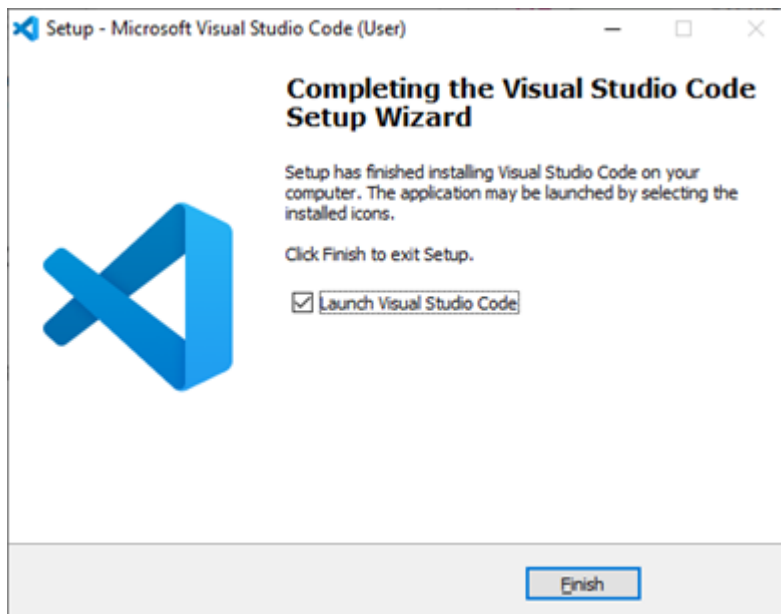 Setup - Microsoft Visual Studio Code (User)
Completing the Visual Studio Code
Setup Wizard
Setup has finished installing Visual Studio Code on your
computer. The application may be launched by selecting the
installed icons.
Click Finish to exit Setup.
Launch Visual Studio Code
Finish